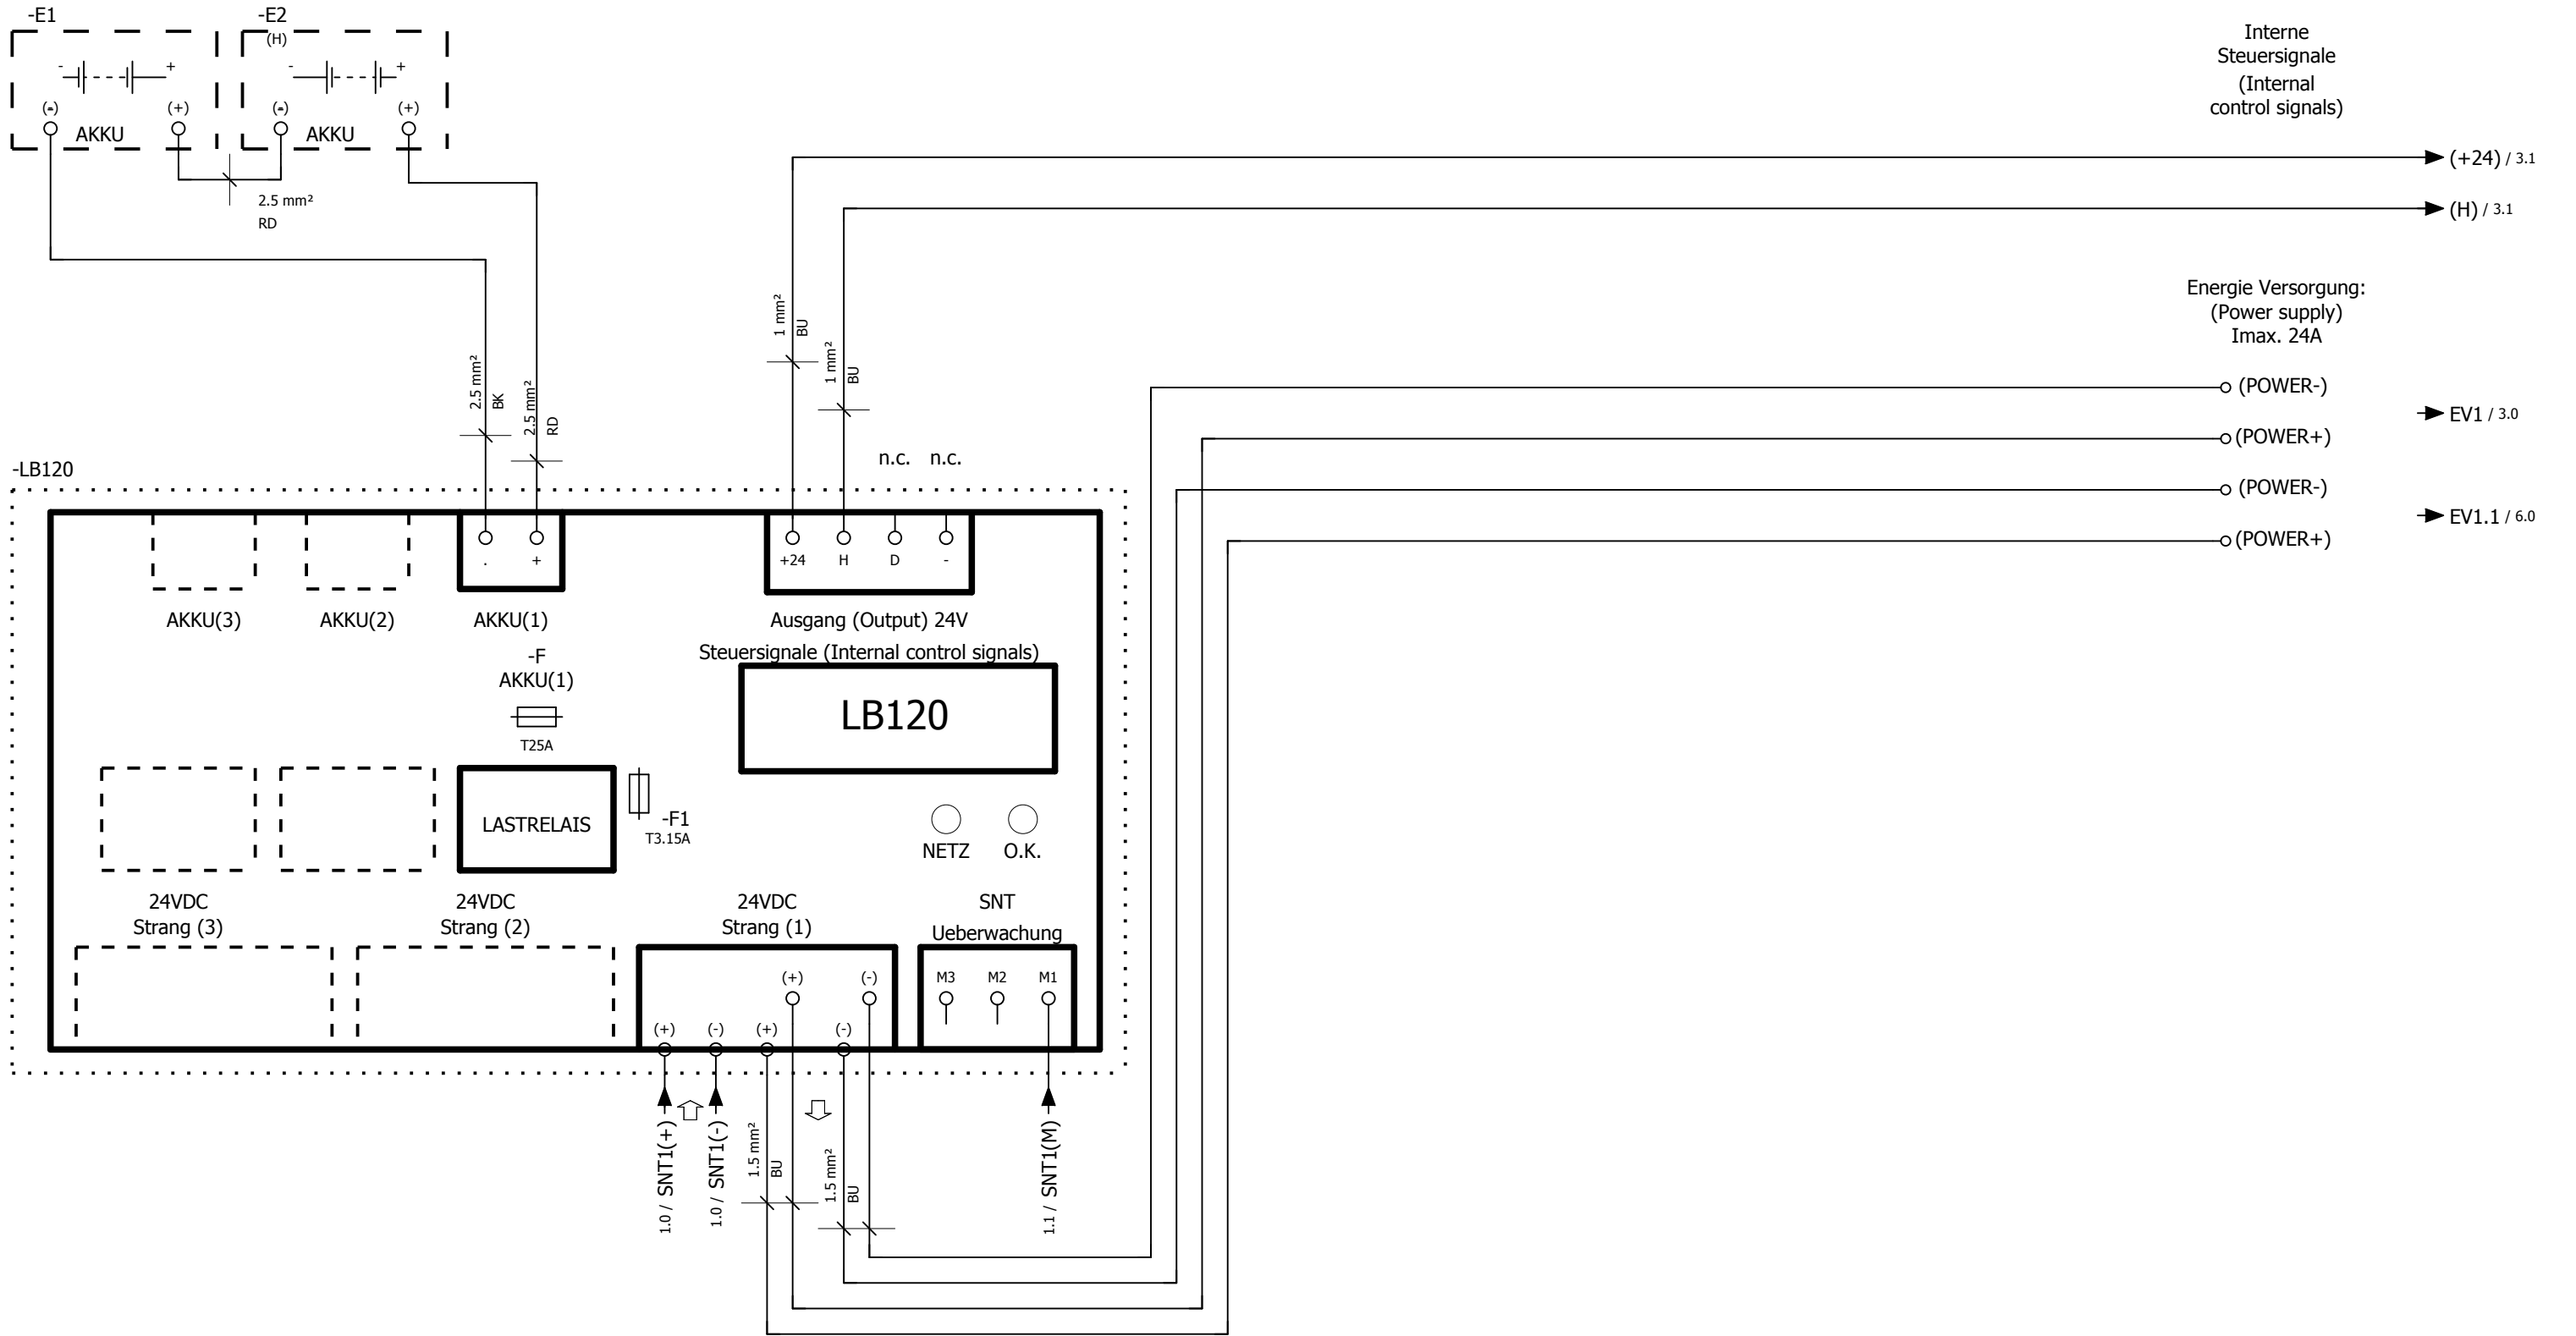 -E1
-E2
(H)
-
+
-
+
(-)
(+)
(-)
(+)
AKKU
AKKU
2.5 mm²
RD
Interne
Steuersignale
(Internal
control signals)
(+24) / 3.1
(H) / 3.1
Energie Versorgung:
(Power supply)
Imax. 24A
(POWER-)
EV1 / 3.0
(POWER+)
(POWER-)
EV1.1 / 6.0
(POWER+)
2.5 mm²
BK
2.5 mm²
RD
1 mm²
BU
1 mm²
BU
n.c.
n.c.
-LB120
.
+
+24
H
D
-
AKKU(3)
AKKU(2)
AKKU(1)
Ausgang (Output) 24V
Steuersignale (Internal control signals)
-F
AKKU(1)
T25A
LB120
LASTRELAIS
-F1
T3.15A
NETZ
O.K.
24VDC
Strang (3)
24VDC
Strang (2)
24VDC
Strang (1)
SNT
Ueberwachung
(+)
(-)
M3
M2
M1
(+)
(-)
(+)
(-)
1.0 / SNT1(+)
1.0 / SNT1(-)
1.5 mm²
BU
1.5 mm²
BU
1.1 / SNT1(M)